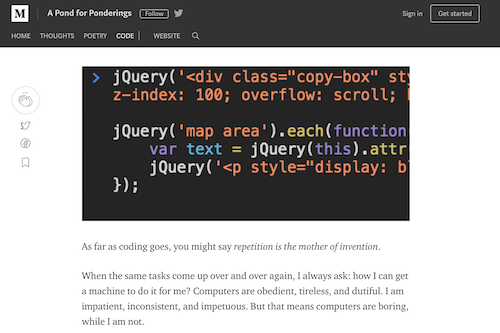 M A Pond for Ponderings Follow Sign in Get started
HOME THOUGHTS POETRY CODE WEBSITE
> jQuery('<div class="copy-box" sty
z-index: 100; overflow: scroll;
jQuery('map area').each(function
var text = jQuery(this).attr
jQuery('<p style="display: bl
});
As far as coding goes, you might say repetition is the mother of invention.
When the same tasks come up over and over again, I always ask: how I can get
a machine to do it for me? Computers are obedient, tireless, and dutiful. I am
impatient, inconsistent, and impetuous. But that means computers are boring,
while I am not.